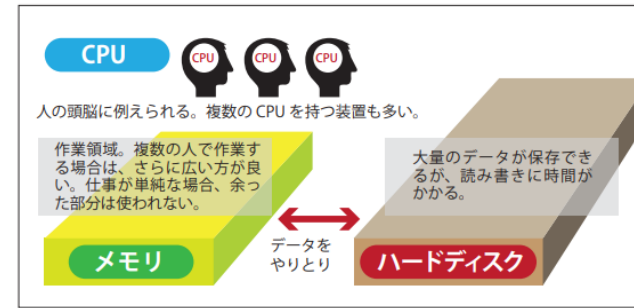 CPU
CPU
CPU
CPU
人の頭脳に例えられる。複数の CPU を持つ装置も多い。
作業領域。複数の人で作業す
る場合は、さらに広い方が良
い。仕事が単純な場合、余っ
た部分は使われない。
大量のデータが保存でき
るが、読み書きに時間が
かかる。
データを
やりとり
メモリ
ハードディスク